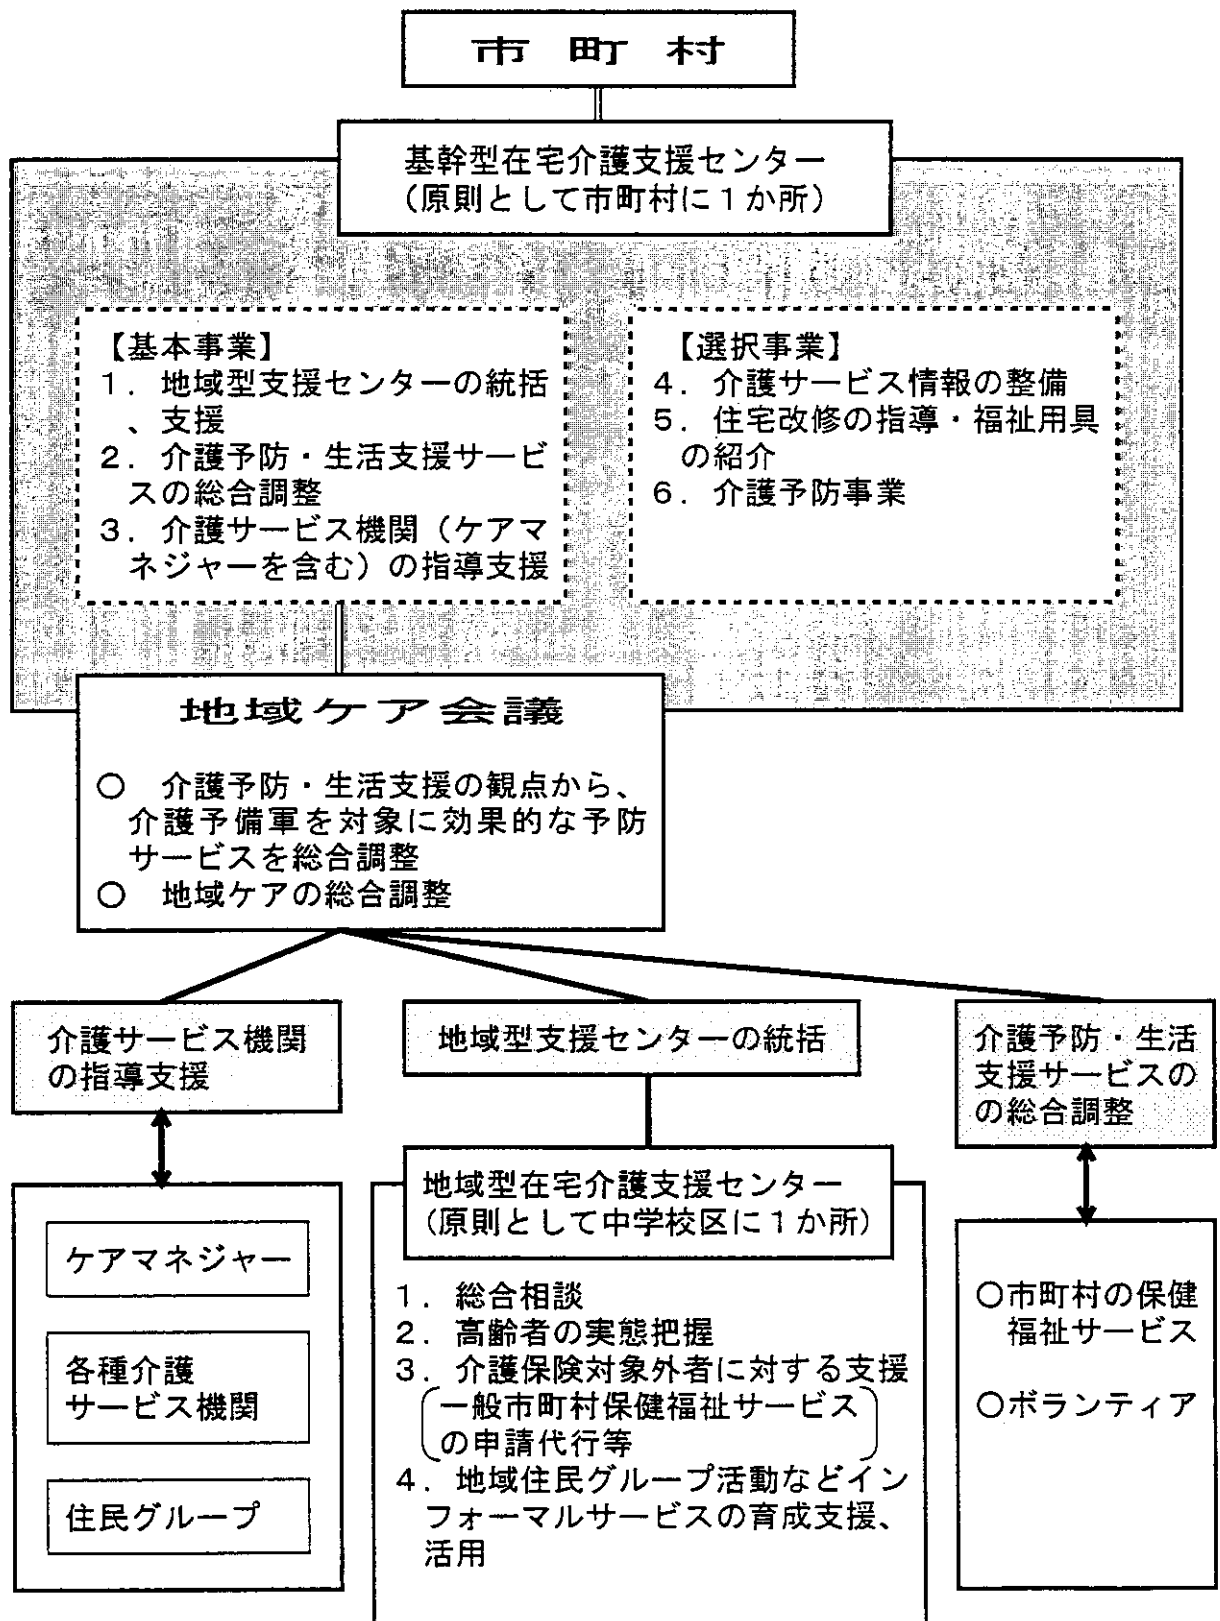 市町村
基幹型在宅介護支援センター
（原則として市町村に１か所）
【基本事業】
１．地域型支援センターの統括
、支援
２．介護予防・生活支援サービ
スの総合調整
３．介護サービス機関（ケアマ
ネジャーを含む）の指導支援
【選択事業】
４．介護サービス情報の整備
５．住宅改修の指導・福祉用具
の紹介
６．介護予防事業
地域ケア会議
○　介護予防・生活支援の観点から、
介護予備軍を対象に効果的な予防
サービスを総合調整
○　地域ケアの総合調整
介護サービス機関
の指導支援
ケアマネジャー
各種介護
サービス機関
住民グループ
地域型支援センターの統括
地域型在宅介護支援センター
（原則として中学校区に１か所）
１．総合相談
２．高齢者の実態把握
３．介護保険対象外者に対する支援
（一般市町村保健福祉サービス
の申請代行等）
４．地域住民グループ活動などイン
フォーマルサービスの育成支援、
活用
介護予防・生活
支援サービスの
の総合調整
○市町村の保健
福祉サービス
○ボランティア